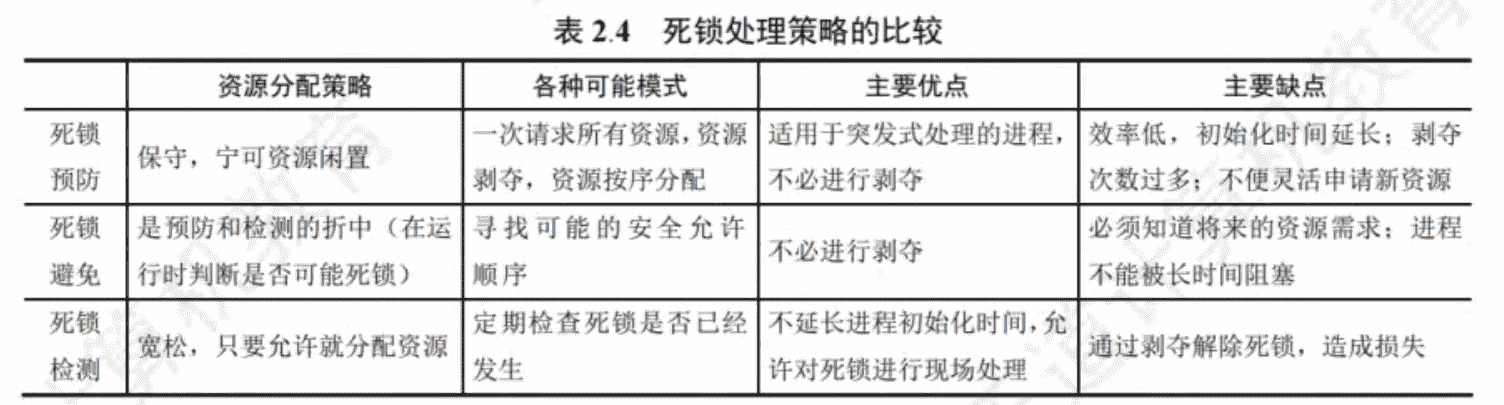 表 2.4 死锁处理策略的比较
资源分配策略 各种可能模式 主要优点 主要缺点
死锁 一次请求所有资源,资源 适用于突发式处理的进程, 效率低,初始化时间延长;剥夺
保守,宁可资源闲置
预防 剥夺,资源按序分配 不必进行剥夺 次数过多;不便灵活申请新资源
死锁 是预防和检测的折中(在运 寻找可能的安全允许 必须知道将来的资源需求;进程
不必进行剥夺
避免 行时判断是否可能死锁) 顺序 不能被长时间阻塞
死锁 定期检查死锁是否已经 不延长进程初始化时间,允
宽松,只要允许就分配资源 通过剥夺解除死锁,造成损失
检测 发生 许对死锁进行现场处理